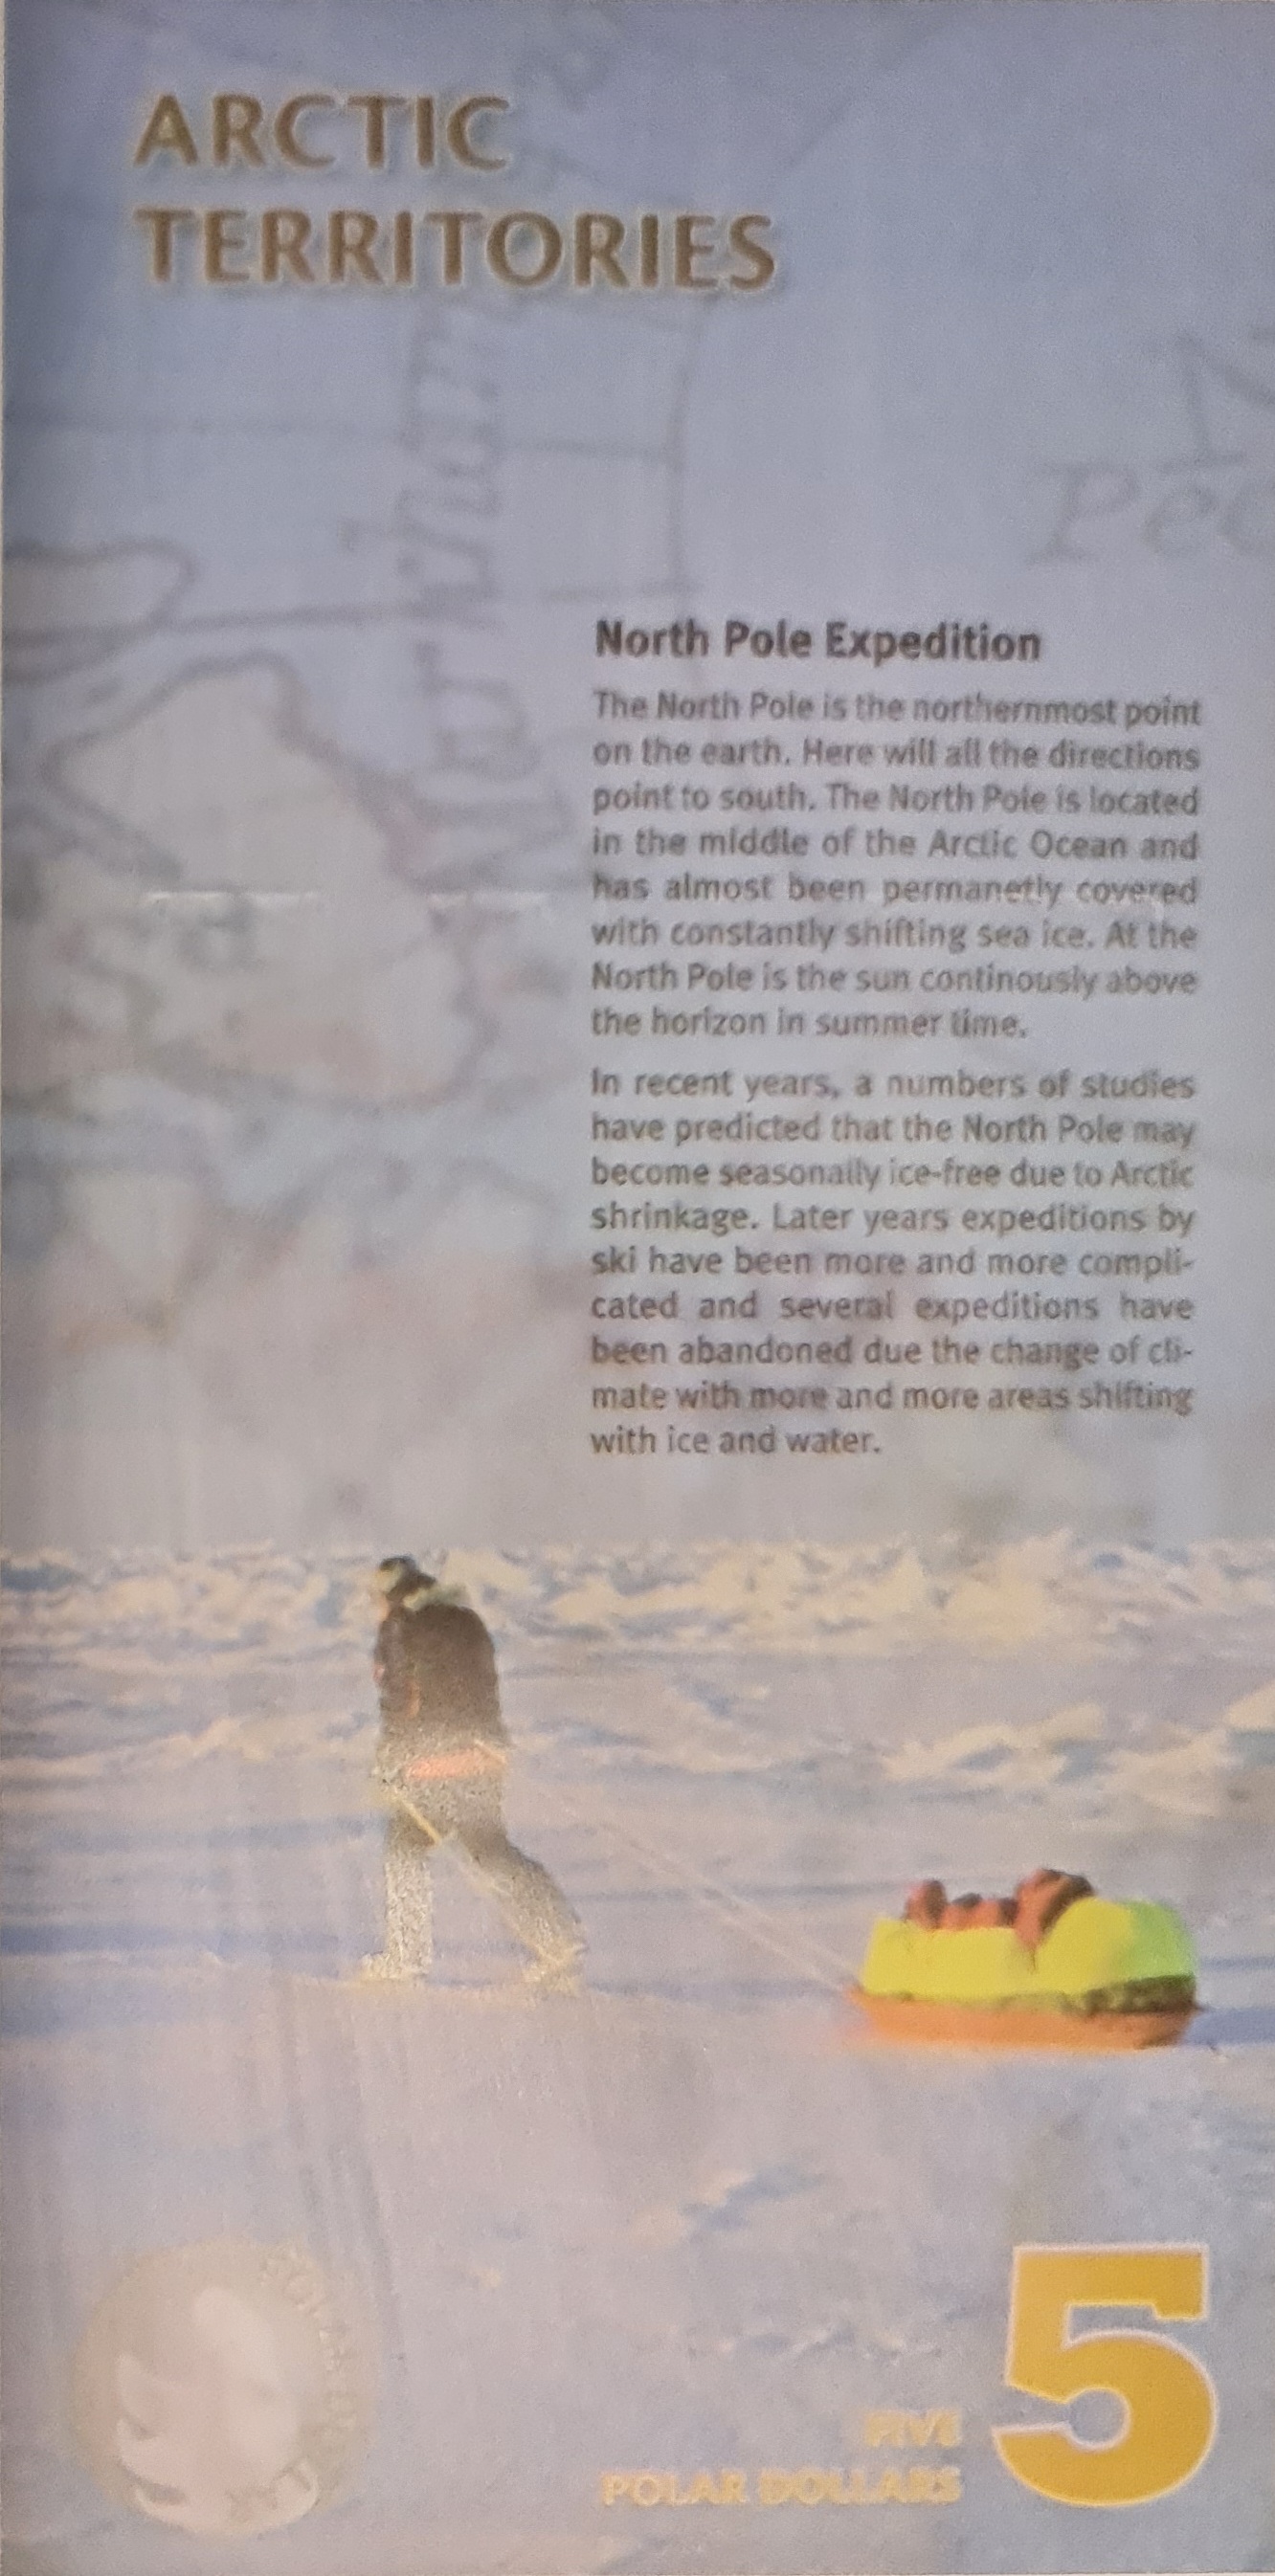 ARCTIC
TERRITORIES
North Pole Expedition
The North Pole is the northernmost point
on the earth. Here will all the directions
point to south. The North Pole is located
in the middle of the Arctic Ocean and
has almost been permanetly covered
with constantly shifting sea ice. At the
North Pole is the sun continously above
the horizon in summer time.
In recent years, a numbers of studies
have predicted that the North Pole may
become seasonally ice-free due to Arctic
shrinkage. Later years expeditions by
ski have been more and more compli-
cated and several expeditions have
been abandoned due the change of cli-
mate with more and more areas shifting
with ice and water.
FIVE
POLAR DOLLARS
5